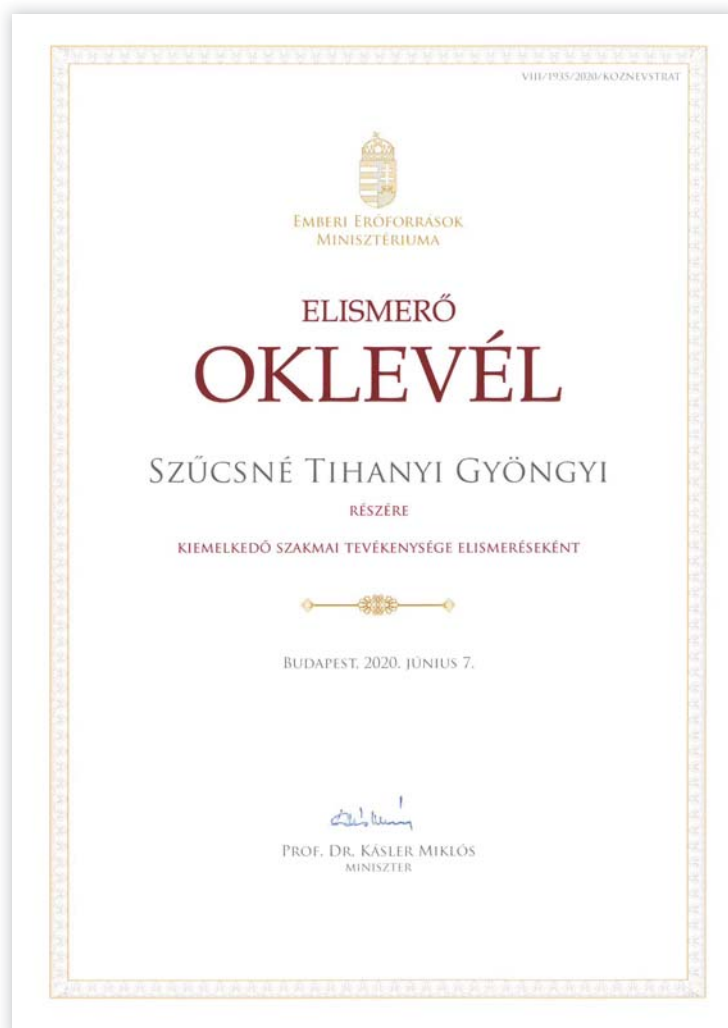 VIII/1935/2020/KOZNEVSTRAT
EMBERI ERŐFORRÁSOK
MINISZTÉRIUMA
ELISMERŐ
OKLEVÉL
SZŰCSNÉ TIHANYI GYÖNGYI
RÉSZÉRE
KIEMELKEDŐ SZAKMAI TEVÉKENYSÉGE ELISMERÉSEKÉNT
BUDAPEST, 2020. JÚNIUS 7.
PROF. DR. KÁSLER MIKLÓS
MINISZTER